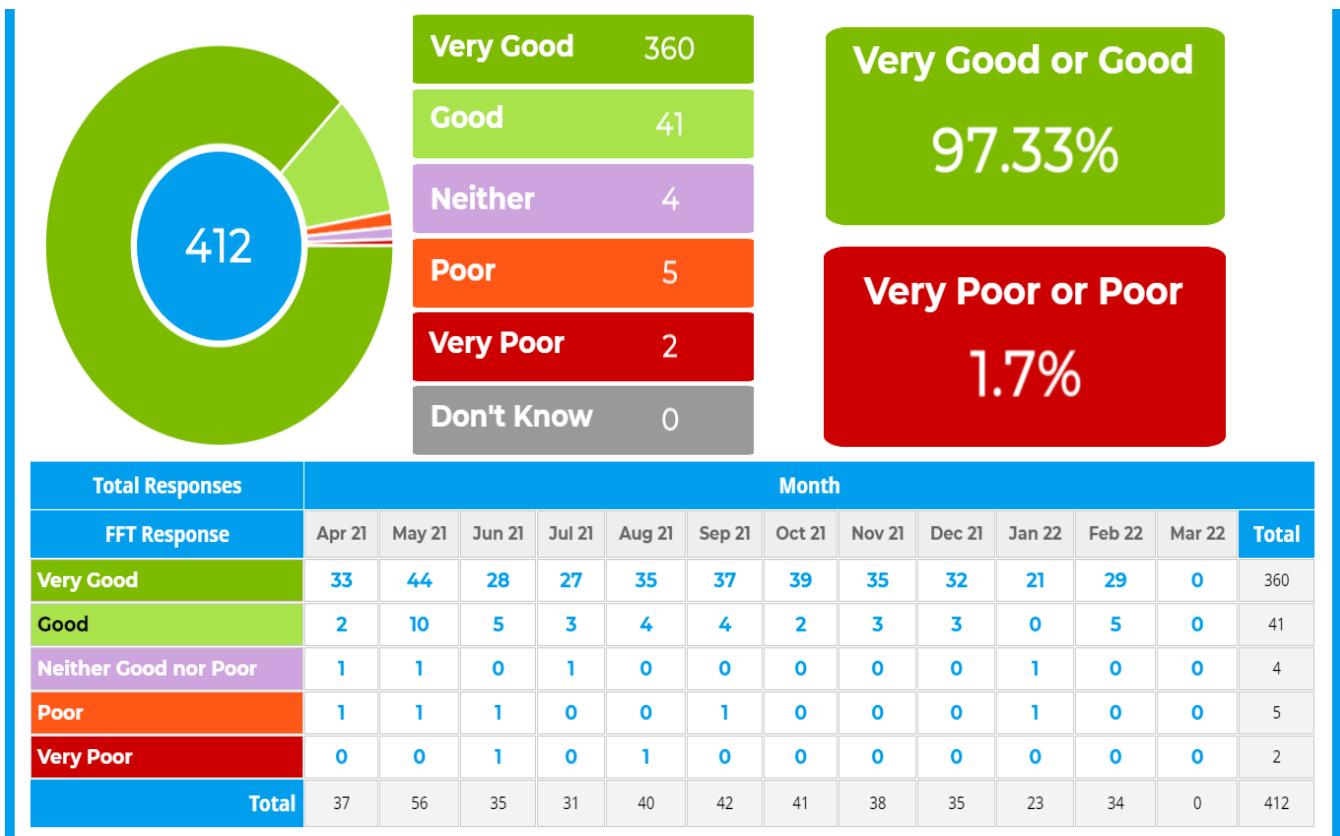 412
Very Good 360
Good 41
Neither 4
Poor 5
Very Poor 2
Don't Know 0
Very Good or Good
97.33%
Very Poor or Poor
1.7%
Total Responses Month
FFT Response Apr 21 May 21 Jun 21 Jul 21 Aug 21 Sep 21 Oct 21 Nov 21 Dec 21 Jan 22 Feb 22 Mar 22 Total
Very Good 33 44 28 27 35 37 39 35 32 21 29 0 360
Good 2 10 5 3 4 4 2 3 3 0 5 0 41
Neither Good nor Poor 1 1 0 1 0 0 0 0 0 1 0 0 4
Poor 1 1 1 0 0 1 0 0 0 1 0 0 5
Very Poor 0 0 1 0 1 0 0 0 0 0 0 0 2
Total 37 56 35 31 40 42 41 38 35 23 34 0 412